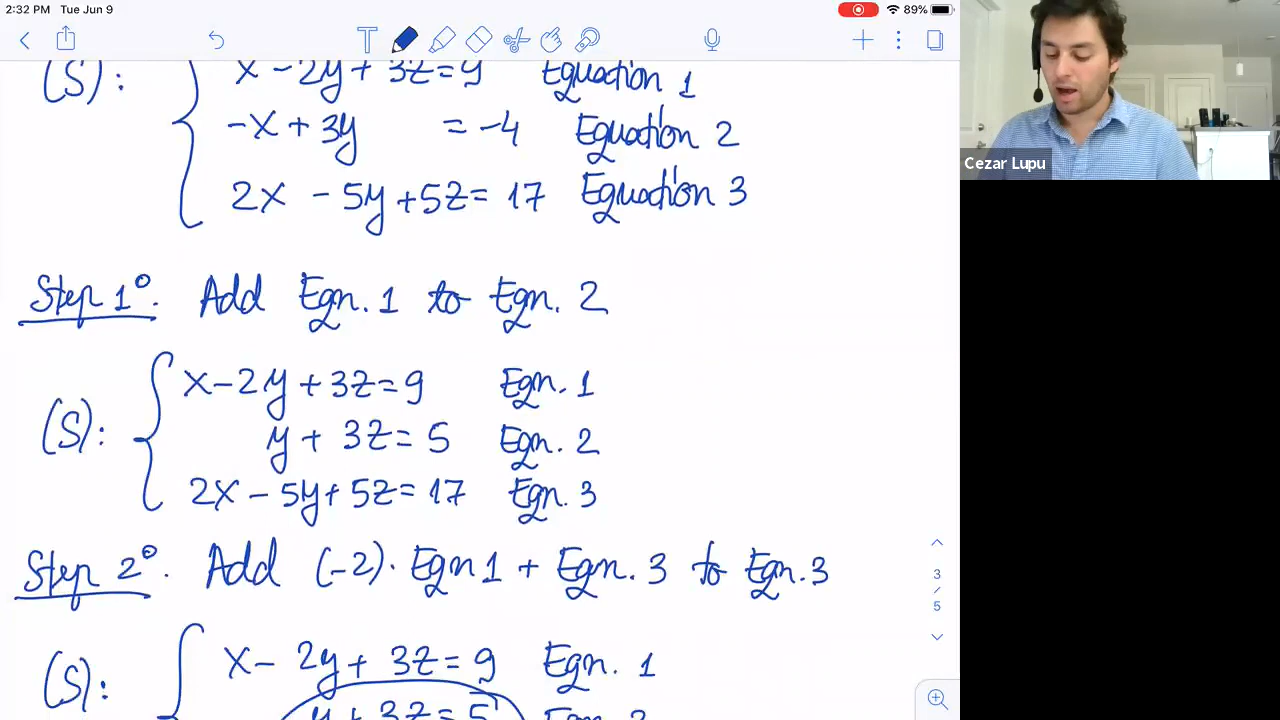 2:32 PM Tue Jun 9
89%
T
(S): x - 2y + 3z = 9 Equation 1
-x + 3y = -4 Equation 2
2x - 5y + 5z = 17 Equation 3
Cezar Lupu
Step 1°. Add Eqn. 1 to Eqn. 2
(S): x - 2y + 3z = 9 Eqn. 1
y + 3z = 5 Eqn. 2
2x - 5y + 5z = 17 Eqn. 3
Step 2°. Add (-2). Eqn 1 + Eqn. 3 to Eqn. 3
3 / 5
(S): x - 2y + 3z = 9 Eqn. 1
y + 3z = 5